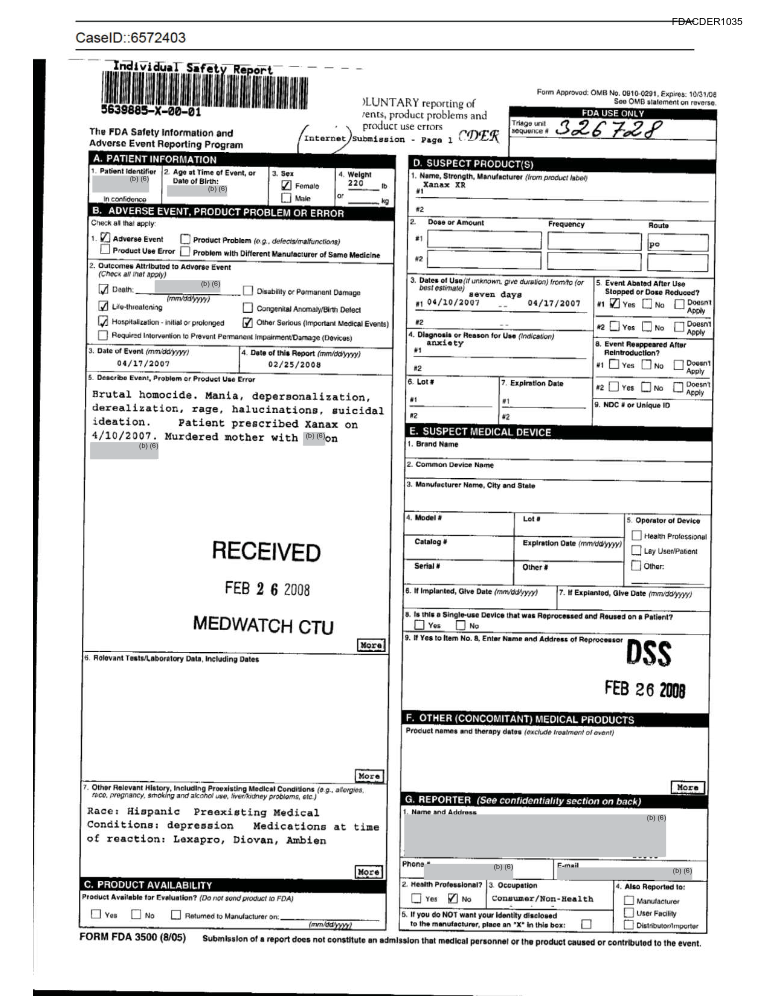 FDACDER1035
CaseID::6572403
Individual Safety Report
5639885-X-00-01
The FDA Safety Information and
Adverse Event Reporting Program
LUNTARY reporting of
ents, product problems and
product use errors
Internet Submission - Page 1 CDER
Form Approved: OMB No. 0910-0291, Expires: 10/31/08
See OMB statement on reverse.
FDA USE ONLY
Triage unit
sequence # 326728
A. PATIENT INFORMATION
1. Patient Identifier
(b) (6)
In confidence
2. Age at Time of Event, or
Date of Birth:
(b) (6)
3. Sex
Female
Male
4. Weight
220 lb
or
kg
B. ADVERSE EVENT, PRODUCT PROBLEM OR ERROR
Check all that apply:
1. Adverse Event Product Problem (e.g., defects/malfunctions)
Product Use Error Problem with Different Manufacturer of Same Medicine
2. Outcomes Attributed to Adverse Event
(Check all that apply)
Death: (b) (6)
(mm/dd/yyyy)
Disability or Permanent Damage
Life-threatening
Congenital Anomaly/Birth Defect
Hospitalization - initial or prolonged
Other Serious (Important Medical Events)
Required Intervention to Prevent Permanent Impairment/Damage (Devices)
3. Date of Event (mm/dd/yyyy)
04/17/2007
4. Date of this Report (mm/dd/yyyy)
02/25/2008
5. Describe Event, Problem or Product Use Error
Brutal homocide. Mania, depersonalization,
derealization, rage, halucinations, suicidal
ideation. Patient prescribed Xanax on
4/10/2007. Murdered mother with (b) (6) on
(b) (6)
RECEIVED
FEB 26 2008
MEDWATCH CTU
More
6. Relevant Tests/Laboratory Data, Including Dates
More
7. Other Relevant History, Including Preexisting Medical Conditions (e.g., allergies,
race, pregnancy, smoking and alcohol use, liver/kidney problems, etc.)
Race: Hispanic Preexisting Medical
Conditions: depression Medications at time
of reaction: Lexapro, Diovan, Ambien
More
C. PRODUCT AVAILABILITY
Product Available for Evaluation? (Do not send product to FDA)
Yes No Returned to Manufacturer on:
(mm/dd/yyyy)
D. SUSPECT PRODUCT(S)
1. Name, Strength, Manufacturer (from product label)
Xanax XR
#1
#2
2. Dose or Amount Frequency Route
#1 po
#2
3. Dates of Use (If unknown, give duration) from/to (or
best estimate)
seven days
#1 04/10/2007 -- 04/17/2007
#2 --
4. Diagnosis or Reason for Use (Indication)
anxiety
#1
#2
5. Event Abated After Use
Stopped or Dose Reduced?
#1 Yes No Doesn't
Apply
#2 Yes No Doesn't
Apply
8. Event Reappeared After
Reintroduction?
#1 Yes No Doesn't
Apply
#2 Yes No Doesn't
Apply
6. Lot #
#1
#2
7. Expiration Date
#1
#2
9. NDC # or Unique ID
E. SUSPECT MEDICAL DEVICE
1. Brand Name
2. Common Device Name
3. Manufacturer Name, City and State
4. Model #
Lot #
Catalog #
Expiration Date (mm/dd/yyyy)
Serial #
Other #
5. Operator of Device
Health Professional
Lay User/Patient
Other:
6. If Implanted, Give Date (mm/dd/yyyy)
7. If Explanted, Give Date (mm/dd/yyyy)
8. Is this a Single-use Device that was Reprocessed and Reused on a Patient?
Yes No
9. If Yes to Item No. 8, Enter Name and Address of Reprocessor
DSS
FEB 26 2008
F. OTHER (CONCOMITANT) MEDICAL PRODUCTS
Product names and therapy dates (exclude treatment of event)
More
G. REPORTER (See confidentiality section on back)
1. Name and Address
(b) (6)
Phone # (b) (6)
E-mail (b) (6)
2. Health Professional?
Yes No
3. Occupation
Consumer/Non-Health
4. Also Reported to:
Manufacturer
User Facility
Distributor/Importer
5. If you do NOT want your identity disclosed
to the manufacturer, place an "X" in this box:
FORM FDA 3500 (8/05) Submission of a report does not constitute an admission that medical personnel or the product caused or contributed to the event.